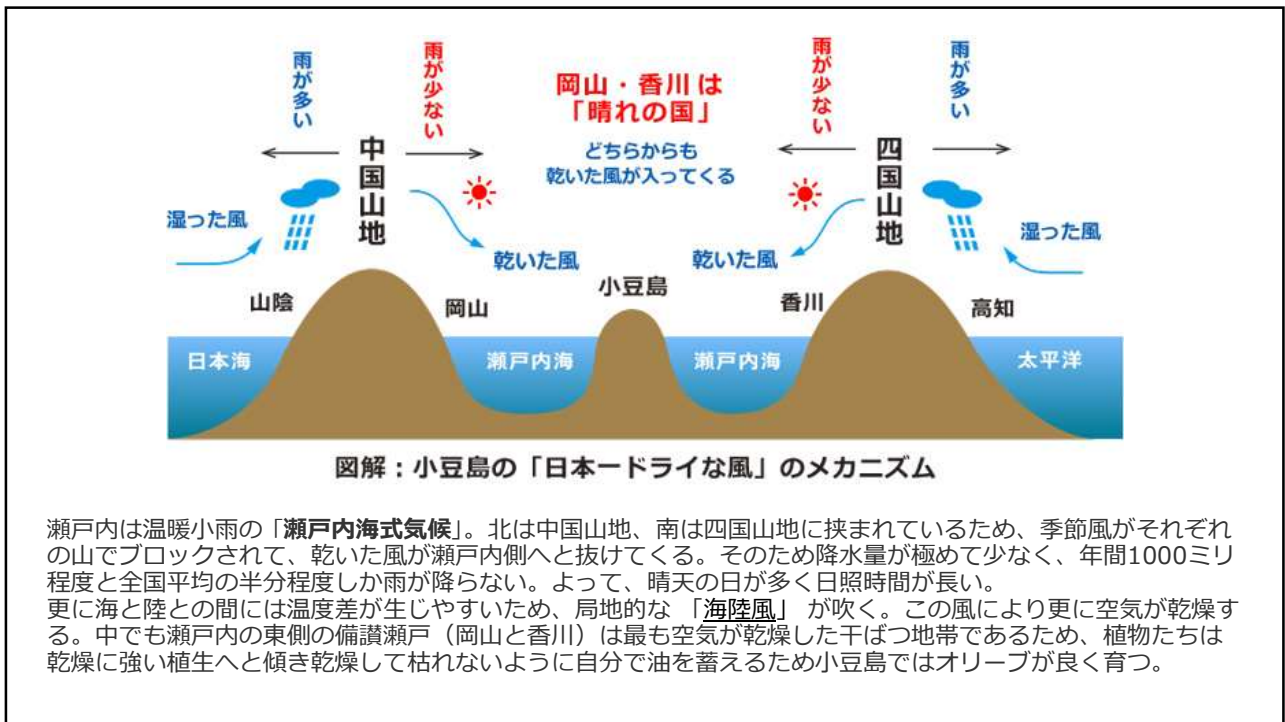 雨が多い
雨が少ない
岡山・香川は
「晴れの国」
雨が少ない
雨が多い
どちらからも
乾いた風が入ってくる
中国山地
四国山地
湿った風
乾いた風
乾いた風
湿った風
小豆島
山陰
岡山
香川
高知
日本海
瀬戸内海
瀬戸内海
太平洋
図解：小豆島の「日本一ドライな風」のメカニズム
瀬戸内は温暖小雨の「瀬戸内海式気候」。北は中国山地、南は四国山地に挟まれているため、季節風がそれぞれ
の山でブロックされて、乾いた風が瀬戸内側へと抜けてくる。そのため降水量が極めて少なく、年間1000ミリ
程度と全国平均の半分程度しか雨が降らない。よって、晴天の日が多く日照時間が長い。
更に海と陸との間には温度差が生じやすいため、局地的な 「海陸風」 が吹く。この風により更に空気が乾燥す
る。中でも瀬戸内の東側の備讃瀬戸（岡山と香川）は最も空気が乾燥した干ばつ地帯であるため、植物たちは
乾燥に強い植生へと傾き乾燥して枯れないように自分で油を蓄えるため小豆島ではオリーブが良く育つ。